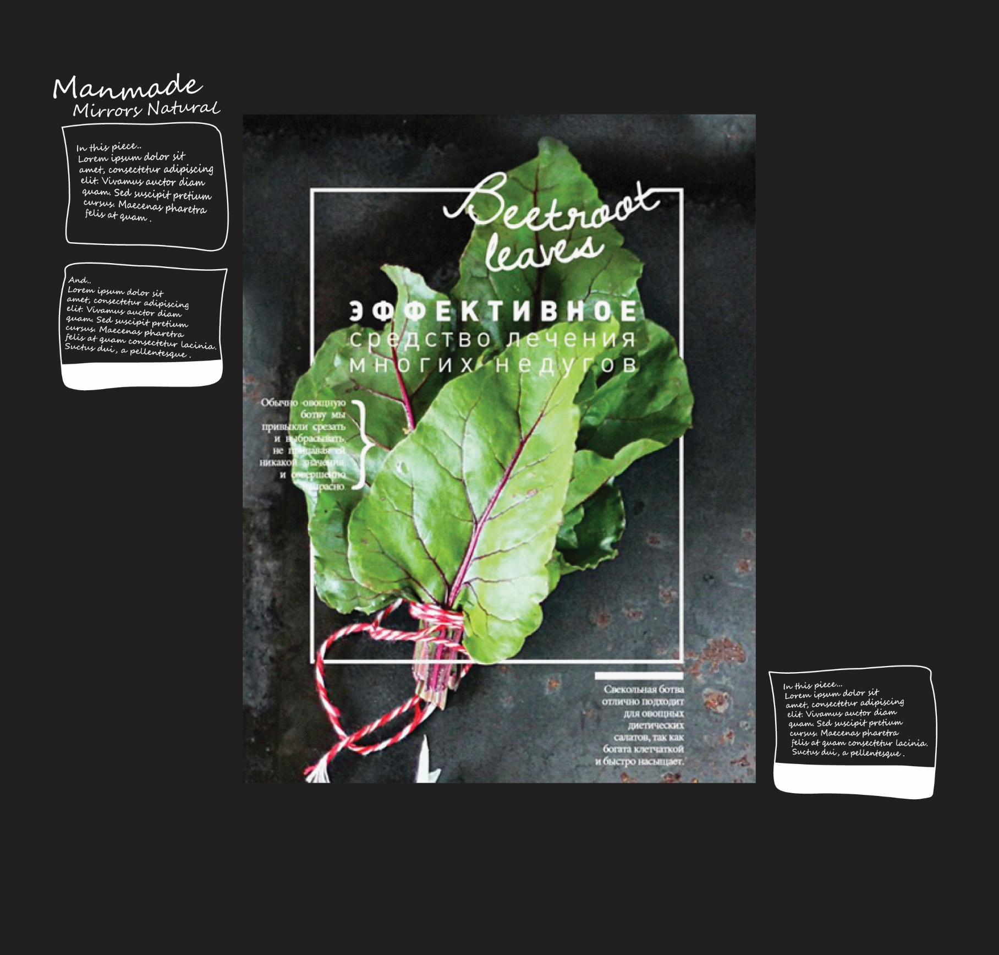 Manmade
Mirrors Natural
In this piece..
Lorem ipsum dolor sit
amet, consectetur adipiscing
elit. Vivamus auctor diam
quam. Sed suscipit pretium
cursus. Maecenas pharetra
felis at quam .
And..
Lorem ipsum dolor sit
amet, consectetur adipiscing
elit. Vivamus auctor diam
quam. Sed suscipit pretium
cursus. Maecenas pharetra
felis at quam consectetur lacinia.
Suctus dui, a pellentesque .
Beetroot
leaves
ЭФФЕКТИВНОЕ
средство лечения
многих недугов
Обычно овощную
ботву мы
привыкли срезать
и выбрасывать,
не придавая ей
никакой значения,
и совершенно
напрасно.
Свекольная ботва
отлично подходит
для овощных
диетических
салатов, так как
богата клетчаткой
и быстро насыщает.
In this piece...
Lorem ipsum dolor sit
amet, consectetur adipiscing
elit. Vivamus auctor diam
quam. Sed suscipit pretium
cursus. Maecenas pharetra
felis at quam consectetur lacinia.
Suctus dui, a pellentesque .